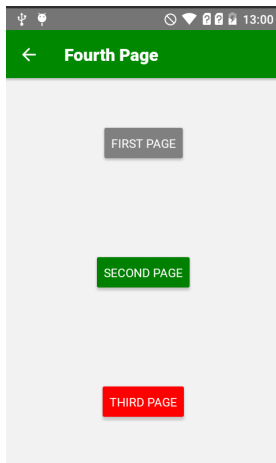 13:00
Fourth Page
FIRST PAGE
SECOND PAGE
THIRD PAGE